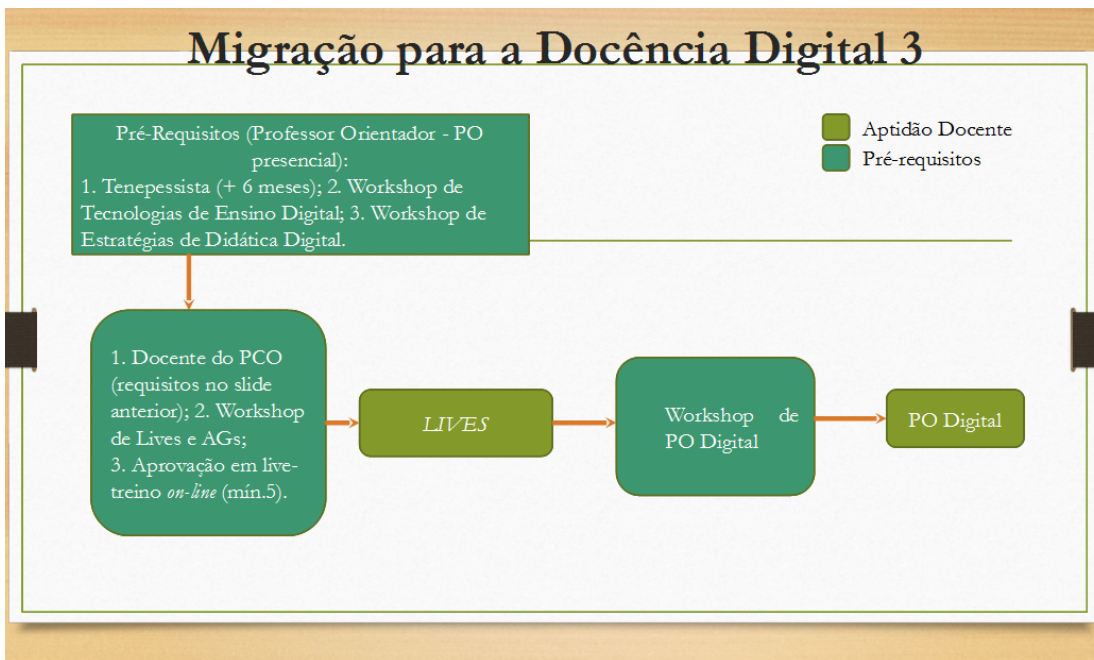 Migração para a Docência Digital 3
Pré-Requisitos (Professor Orientador - PO
presencial):
1. Tenepessista (+ 6 meses); 2. Workshop de
Tecnologias de Ensino Digital; 3. Workshop de
Estratégias de Didática Digital.
Aptidão Docente
Pré-requisitos
1. Docente do PCO
(requisitos no slide
anterior); 2. Workshop
de Lives e AGs;
3. Aprovação em live-
treino on-line (mín.5).
LIVES
Workshop de
PO Digital
PO Digital